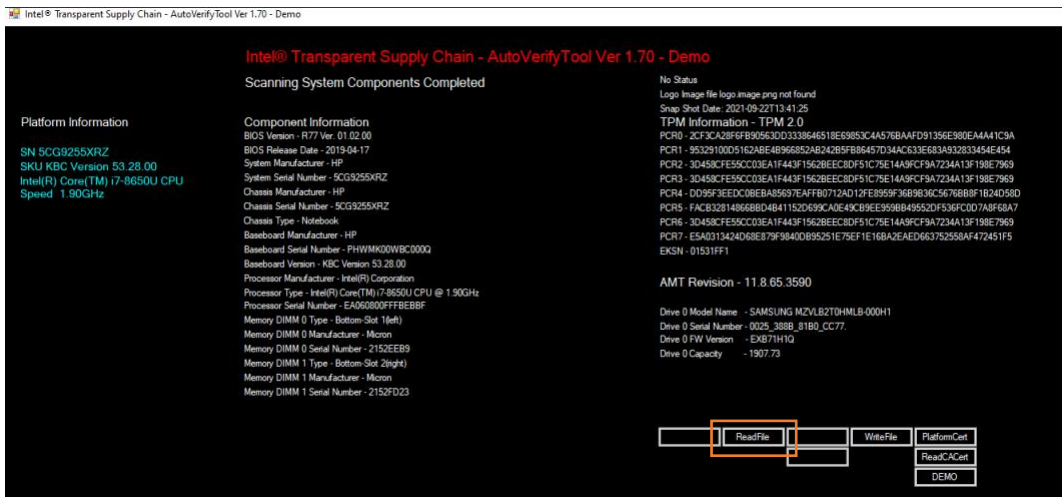 Intel® Transparent Supply Chain - AutoVerifyTool Ver 1.70 - Demo
Intel® Transparent Supply Chain - AutoVerifyTool Ver 1.70 - Demo
Scanning System Components Completed
Platform Information
SN 5CG9255XRZ
SKU KBC Version 53.28.00
Intel(R) Core(TM) i7-8650U CPU
Speed 1.90GHz
Component Information
BIOS Version - R77 Ver. 01.02.00
BIOS Release Date - 2019-04-17
System Manufacturer - HP
System Serial Number - 5CG9255XRZ
Chassis Manufacturer - HP
Chassis Serial Number - 5CG9255XRZ
Chassis Type - Notebook
Baseboard Manufacturer - HP
Baseboard Serial Number - PHWMK00WBC000Q
Baseboard Version - KBC Version 53.28.00
Processor Manufacturer - Intel(R) Corporation
Processor Type - Intel(R) Core(TM) i7-8650U CPU @ 1.90GHz
Processor Serial Number - EA060800FFFBEBBF
Memory DIMM 0 Type - Bottom-Slot 1(left)
Memory DIMM 0 Manufacturer - Micron
Memory DIMM 0 Serial Number - 2152EEB9
Memory DIMM 1 Type - Bottom-Slot 2(right)
Memory DIMM 1 Manufacturer - Micron
Memory DIMM 1 Serial Number - 2152FD23
No Status
Logo Image file logo.image.png not found
Snap Shot Date: 2021-09-22T13:41:25
TPM Information - TPM 2.0
PCR0 - 2CF3CA28F6FB90563DD3338646518EE69853C4A576BAAFD91356E980EA4A41C9A
PCR1 - 95329100D5162ABE4B966852AB242B5FB86457D34AC633E683A932833454E454
PCR2 - 3D458CFE55CC03EA1F443F1562BEEC8DF51C75E14A9FCF9A7234A13F198E7969
PCR3 - 3D458CFE55CC03EA1F443F1562BEEC8DF51C75E14A9FCF9A7234A13F198E7969
PCR4 - DD95F3EEDC0BEBA85697EAFFB0712AD12FE8959F36B9B36C5676BB8F1B24D58D
PCR5 - FACB32814866BBD4B41152D699CA0E49CB9EE959BB49552DF536FC0D7A8F68A7
PCR6 - 3D458CFE55CC03EA1F443F1562BEEC8DF51C75E14A9FCF9A7234A13F198E7969
PCR7 - E5A0313424D68E879F9840DB95251E75EF1E16BA2EAED663752558AF472451F5
EKSN - 01531FF1
AMT Revision - 11.8.65.3590
Drive 0 Model Name - SAMSUNG MZVLB2T0HMLB-000H1
Drive 0 Serial Number - 0025_388B_81B0_CC77.
Drive 0 FW Version - EXB71H1Q
Drive 0 Capacity - 1907.73
ReadFile
WriteFile
PlatformCert
ReadCACert
DEMO